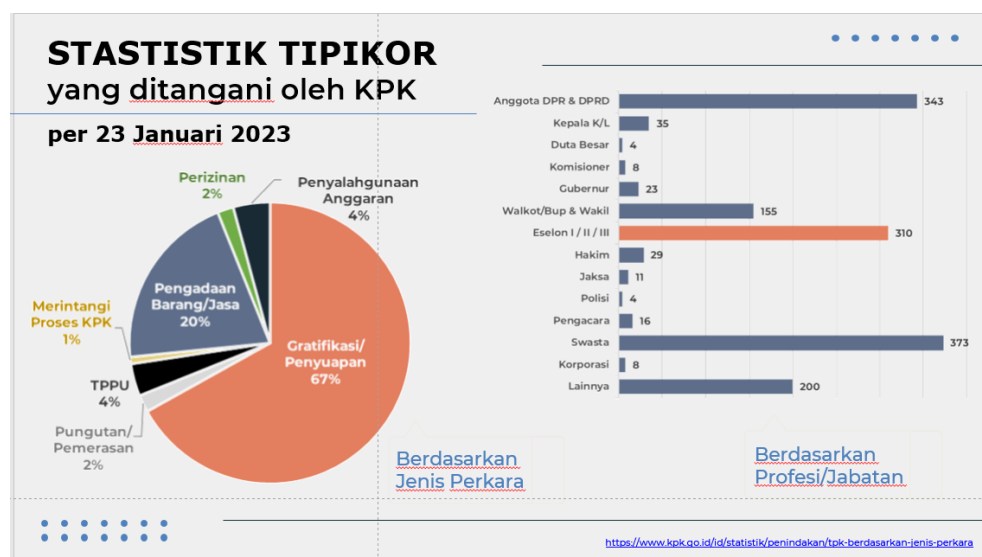 STASTISTIK TIPIKOR
yang ditangani oleh KPK
per 23 Januari 2023
Perizinan
2%
Penyalahgunaan
Anggaran
4%
Pengadaan
Barang/Jasa
20%
Merintangi
Proses KPK
1%
Gratifikasi/
Penyuapan
67%
TPPU
4%
Pungutan/
Pemerasan
2%
Berdasarkan
Jenis Perkara
Anggota DPR & DPRD 343
Kepala K/L 35
Duta Besar 4
Komisioner 8
Gubernur 23
Walkot/Bup & Wakil 155
Eselon I / II / III 310
Hakim 29
Jaksa 11
Polisi 4
Pengacara 16
Swasta 373
Korporasi 8
Lainnya 200
Berdasarkan
Profesi/Jabatan
https://www.kpk.go.id/id/statistik/penindakan/tpk-berdasarkan-jenis-perkara